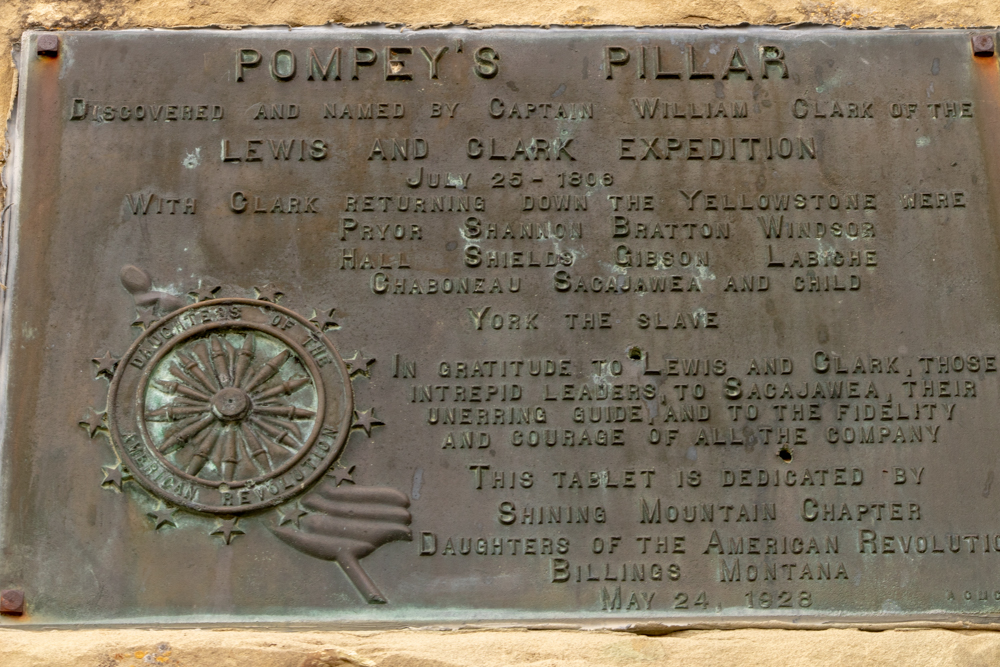 POMPEY'S PILLAR
DISCOVERED AND NAMED BY CAPTAIN WILLIAM CLARK OF THE
LEWIS AND CLARK EXPEDITION
JULY 25 - 1806
WITH CLARK RETURNING DOWN THE YELLOWSTONE WERE
PRYOR SHANNON BRATTON WINDSOR
HALL SHIELDS GIBSON LABICHE
CHABONEAU SACAJAWEA AND CHILD
YORK THE SLAVE
IN GRATITUDE TO LEWIS AND CLARK, THOSE
INTREPID LEADERS, TO SACAJAWEA, THEIR
UNERRING GUIDE, AND TO THE FIDELITY
AND COURAGE OF ALL THE COMPANY
THIS TABLET IS DEDICATED BY
SHINING MOUNTAIN CHAPTER
DAUGHTERS OF THE AMERICAN REVOLUTIO
BILLINGS MONTANA
MAY 24, 1928
DAUGHTERS OF THE
AMERICAN REVOLUTION